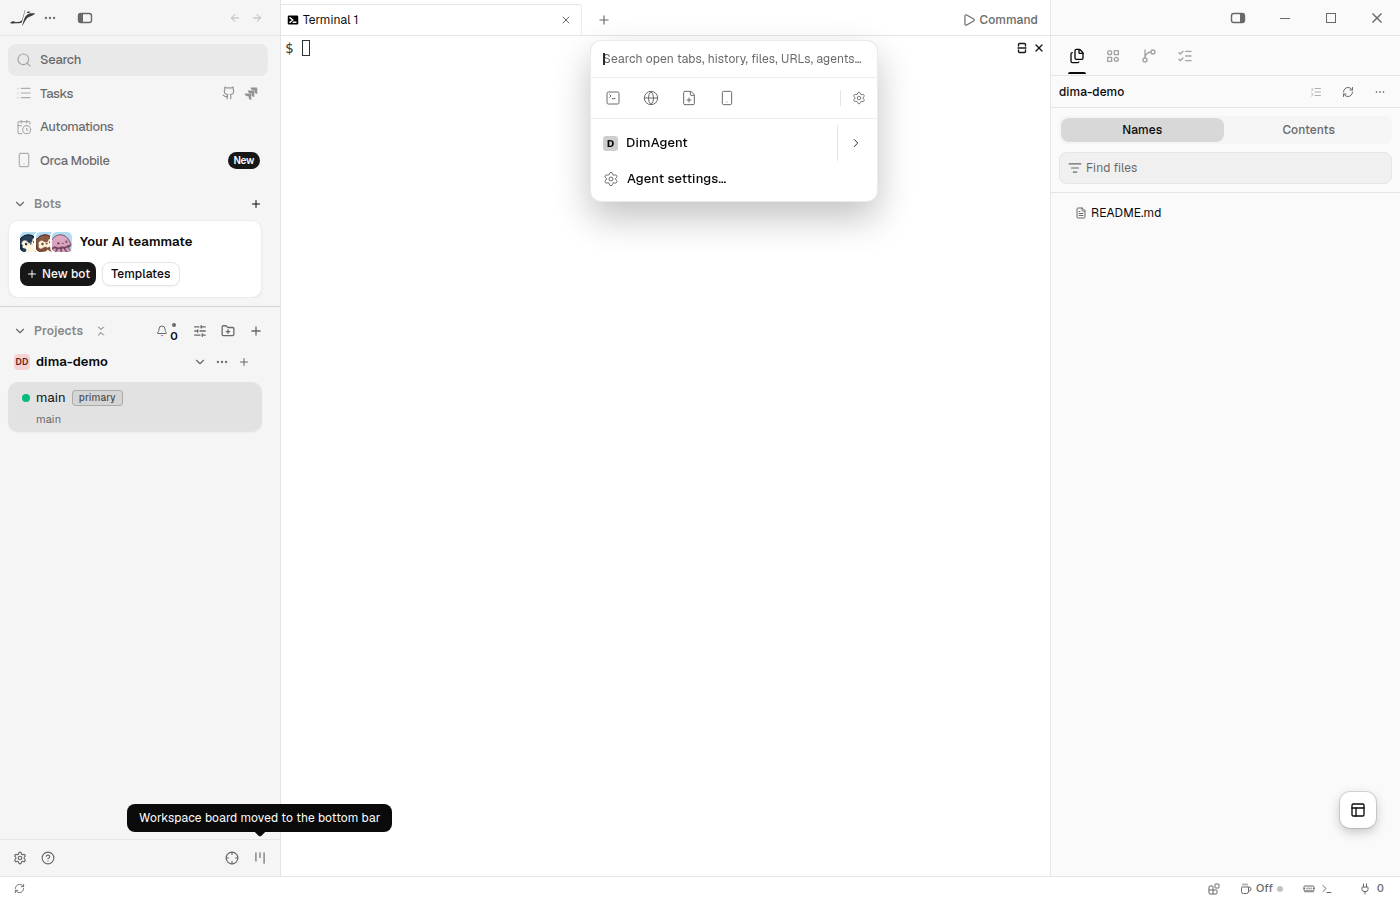 Terminal 1
Command
Search
Tasks
Automations
Orca Mobile
New
Bots
Your AI teammate
New bot
Templates
Projects
0
DD
dima-demo
main
primary
main
Workspace board moved to the bottom bar
$
Search open tabs, history, files, URLs, agents...
D
DimAgent
Agent settings...
dima-demo
Names
Contents
Find files
README.md
Off
0